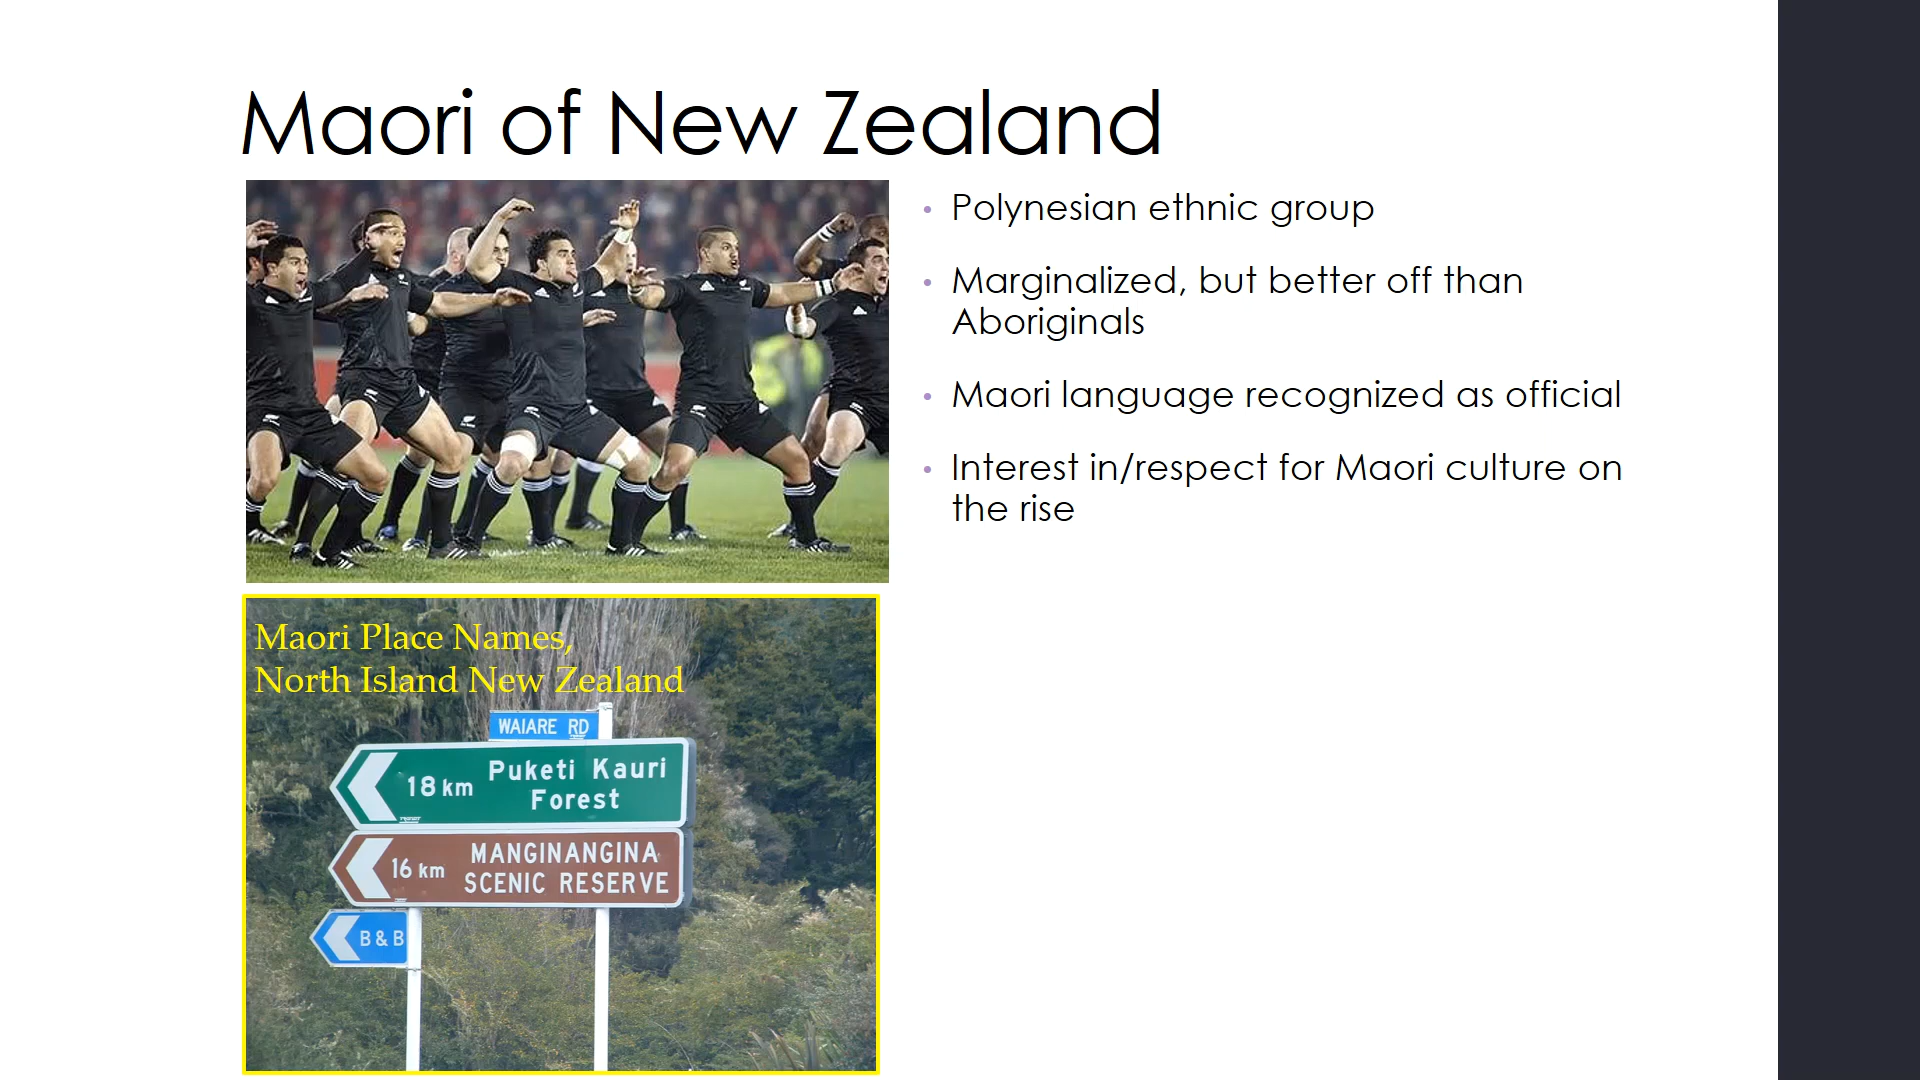 Maori of New Zealand
Polynesian ethnic group
Marginalized, but better off than
Aboriginals
Maori language recognized as official
Interest in/respect for Maori culture on
the rise
Maori Place Names,
North Island New Zealand
WAIARE RD
18 km Puketi Kauri
Forest
16 km MANGINANGINA
SCENIC RESERVE
B & B